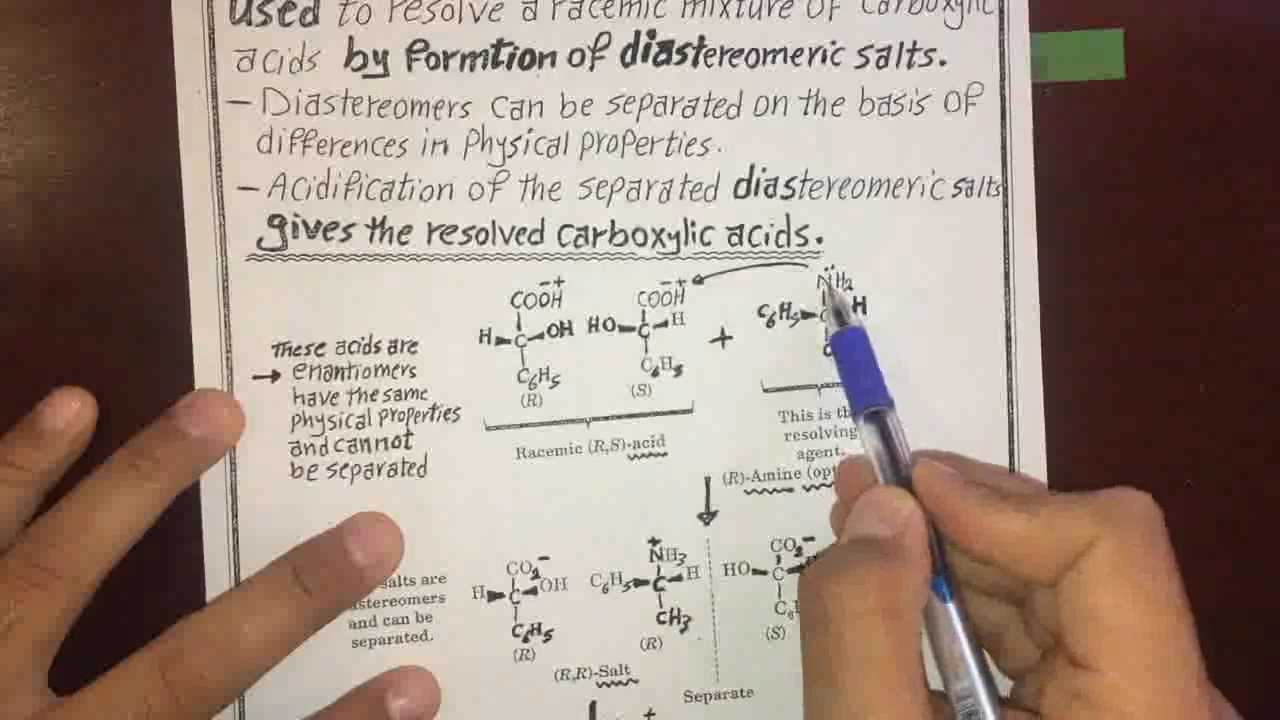 used to resolve a racemic mixture of carboxylic
acids by formtion of diastereomeric salts.
– Diastereomers can be separated on the basis of
differences in physical properties.
– Acidification of the separated diastereomeric salts
gives the resolved carboxylic acids.
These acids are
→ enantiomers
have the same
physical properties
and cannot
be separated
COOH
H C OH
C6H5
(R)
COOH
HO C H
C6H5
(S)
+
NH2
C6H5 H
Racemic (R,S)-acid
This is
resolving
agent.
(R)-Amine
salts are
and can be
separated.
CO2−
H C OH
C6H5
(R)
+
NH3
C6H5 C H
CH3
(R)
(R,R)-Salt
CO2−
HO C
(S)
Separate
+